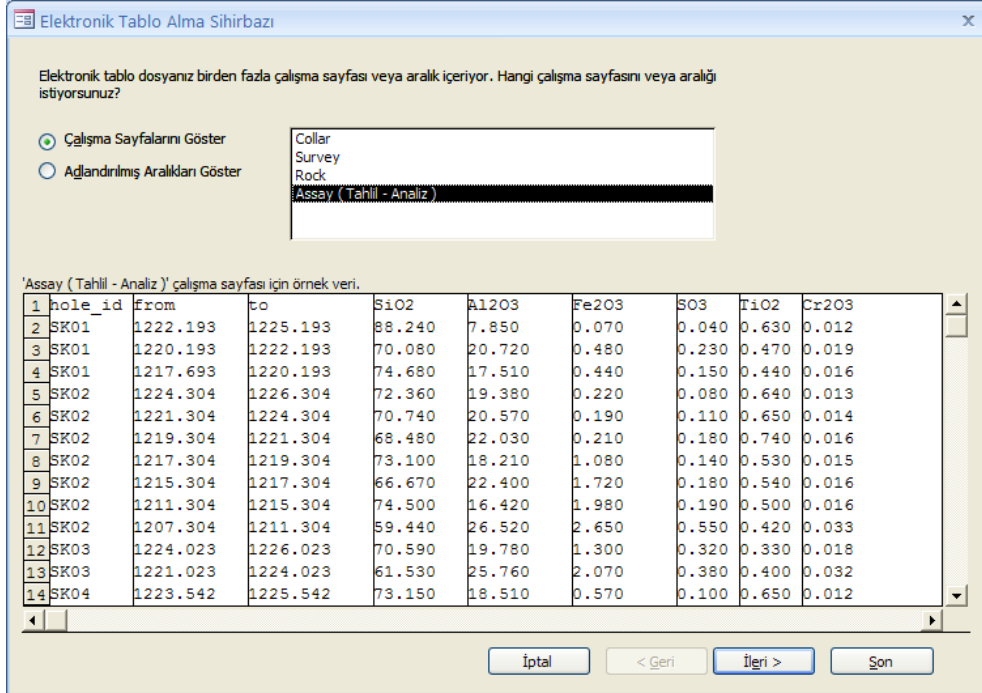 Elektronik Tablo Alma Sihirbazı
Elektronik tablo dosyanız birden fazla çalışma sayfası veya aralık içeriyor. Hangi çalışma sayfasını veya aralığı
istiyorsunuz?
Çalışma Sayfalarını Göster
Adlandırılmış Aralıkları Göster
Collar
Survey
Rock
Assay ( Tahlil - Analiz )
'Assay ( Tahlil - Analiz )' çalışma sayfası için örnek veri.
1 hole_id from to SiO2 Al2O3 Fe2O3 SO3 TiO2 Cr2O3
2 SK01 1222.193 1225.193 88.240 7.850 0.070 0.040 0.630 0.012
3 SK01 1220.193 1222.193 70.080 20.720 0.480 0.230 0.470 0.019
4 SK01 1217.693 1220.193 74.680 17.510 0.440 0.150 0.440 0.016
5 SK02 1224.304 1226.304 72.360 19.380 0.220 0.080 0.640 0.013
6 SK02 1221.304 1224.304 70.740 20.570 0.190 0.110 0.650 0.014
7 SK02 1219.304 1221.304 68.480 22.030 0.210 0.180 0.740 0.016
8 SK02 1217.304 1219.304 73.100 18.210 1.080 0.140 0.530 0.015
9 SK02 1215.304 1217.304 66.670 22.400 1.720 0.180 0.540 0.016
10 SK02 1211.304 1215.304 74.500 16.420 1.980 0.190 0.500 0.016
11 SK02 1207.304 1211.304 59.440 26.520 2.650 0.550 0.420 0.033
12 SK03 1224.023 1226.023 70.590 19.780 1.300 0.320 0.330 0.018
13 SK03 1221.023 1224.023 61.530 25.760 2.070 0.380 0.400 0.032
14 SK04 1223.542 1225.542 73.150 18.510 0.570 0.100 0.650 0.012
İptal < Geri İleri > Son